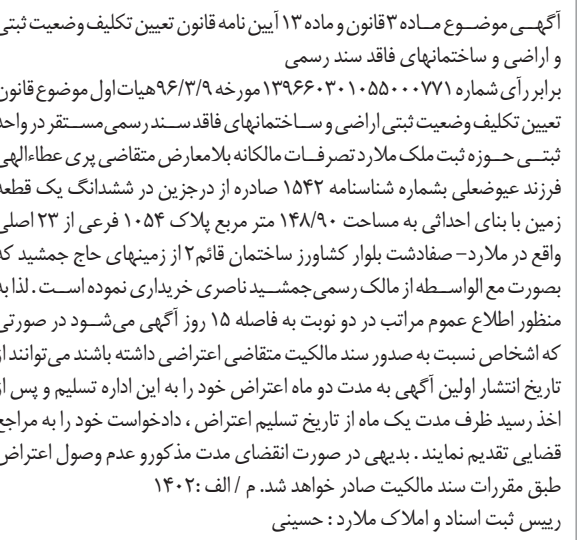 آگهی موضوع ماده ۳قانون و ماده ۱۳ آیین نامه قانون تعیین تکلیف وضعیت ثبتی
و اراضی و ساختمانهای فاقد سند رسمی
برابر رآی شماره ۱۳۹۶۶۰۳۰۱۰۵۵۰۰۰۷۷۱ مورخه ۹۶/۳/۹هیات اول موضوع قانون
تعیین تکلیف وضعیت ثبتی اراضی و ساختمانهای فاقد سند رسمی مستقر در واحد
ثبتی حوزه ثبت ملک ملارد تصرفات مالکانه بلامعارض متقاضی پری عطاءالهی
فرزند عیوضعلی بشماره شناسنامه ۱۵۴۲ صادره از درجزین در ششدانگ یک قطعه
زمین با بنای احداثی به مساحت ۱۴۸/۹۰ متر مربع پلاک ۱۰۵۴ فرعی از ۲۳ اصلی
واقع در ملارد- صفادشت بلوار کشاورز ساختمان قائم۲ از زمینهای حاج جمشید که
بصورت مع الواسطه از مالک رسمی جمشید ناصری خریداری نموده است . لذا به
منظور اطلاع عموم مراتب در دو نوبت به فاصله ۱۵ روز آگهی می‌شود در صورتی
که اشخاص نسبت به صدور سند مالکیت متقاضی اعتراضی داشته باشند می‌توانند از
تاریخ انتشار اولین آگهی به مدت دو ماه اعتراض خود را به این اداره تسلیم و پس از
اخذ رسید ظرف مدت یک ماه از تاریخ تسلیم اعتراض ، دادخواست خود را به مراجع
قضایی تقدیم نمایند . بدیهی در صورت انقضای مدت مذکورو عدم وصول اعتراض
طبق مقررات سند مالکیت صادر خواهد شد. م / الف :۱۴۰۲
رییس ثبت اسناد و املاک ملارد : حسینی